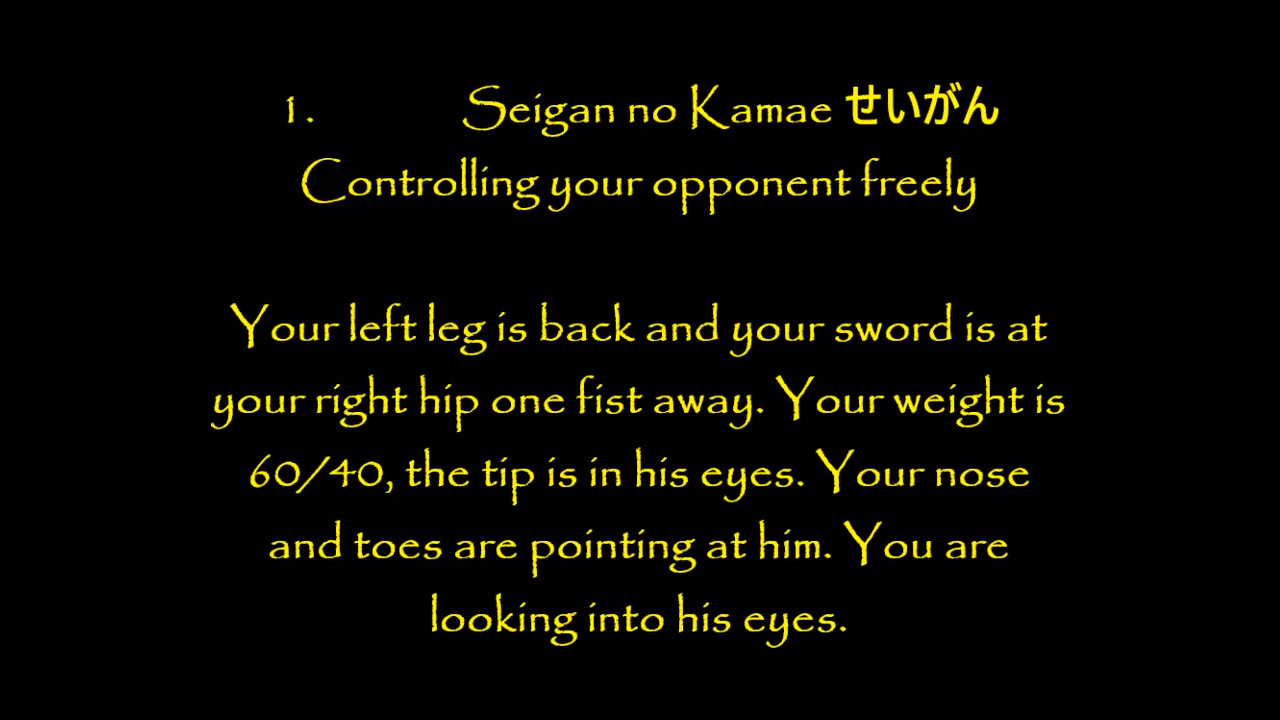 1. Seigan no Kamae せいがん
Controlling your opponent freely
Your left leg is back and your sword is at
your right hip one fist away. Your weight is
60/40, the tip is in his eyes. Your nose
and toes are pointing at him. You are
looking into his eyes.